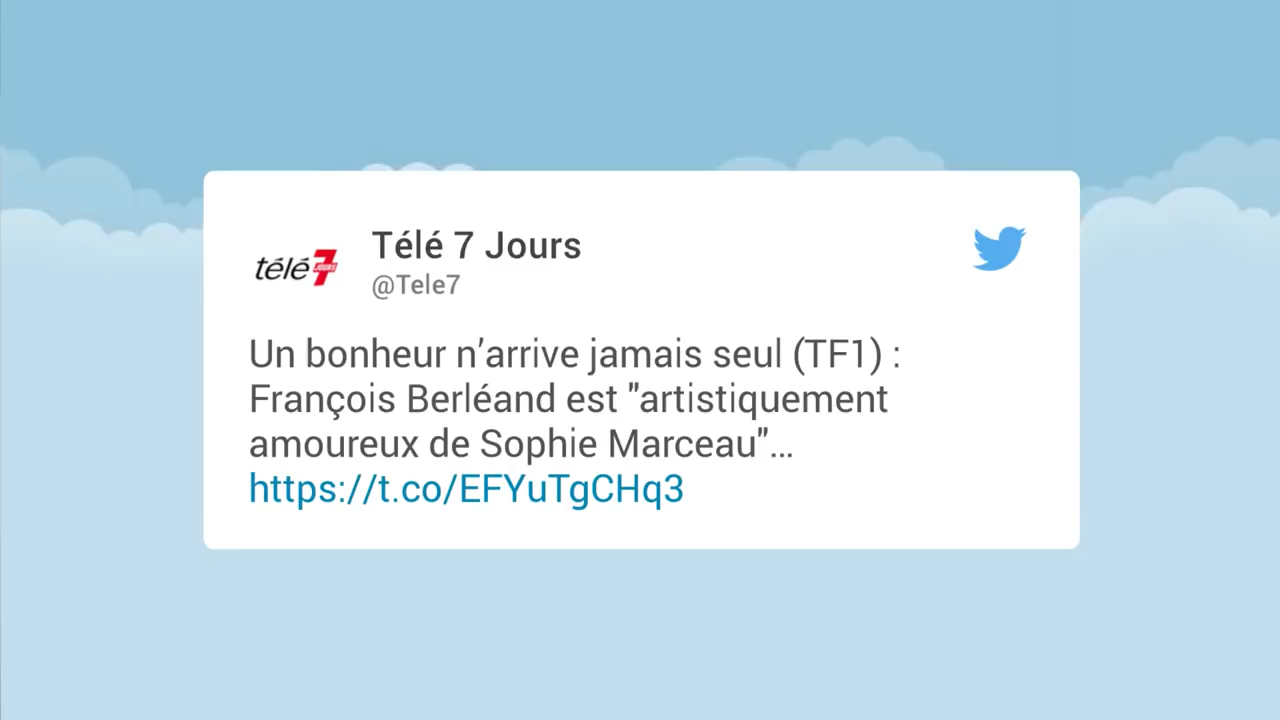 télé 7 JOURS
Télé 7 Jours
@Tele7
Un bonheur n’arrive jamais seul (TF1) :
François Berléand est "artistiquement
amoureux de Sophie Marceau"…
https://t.co/EFYuTgCHq3